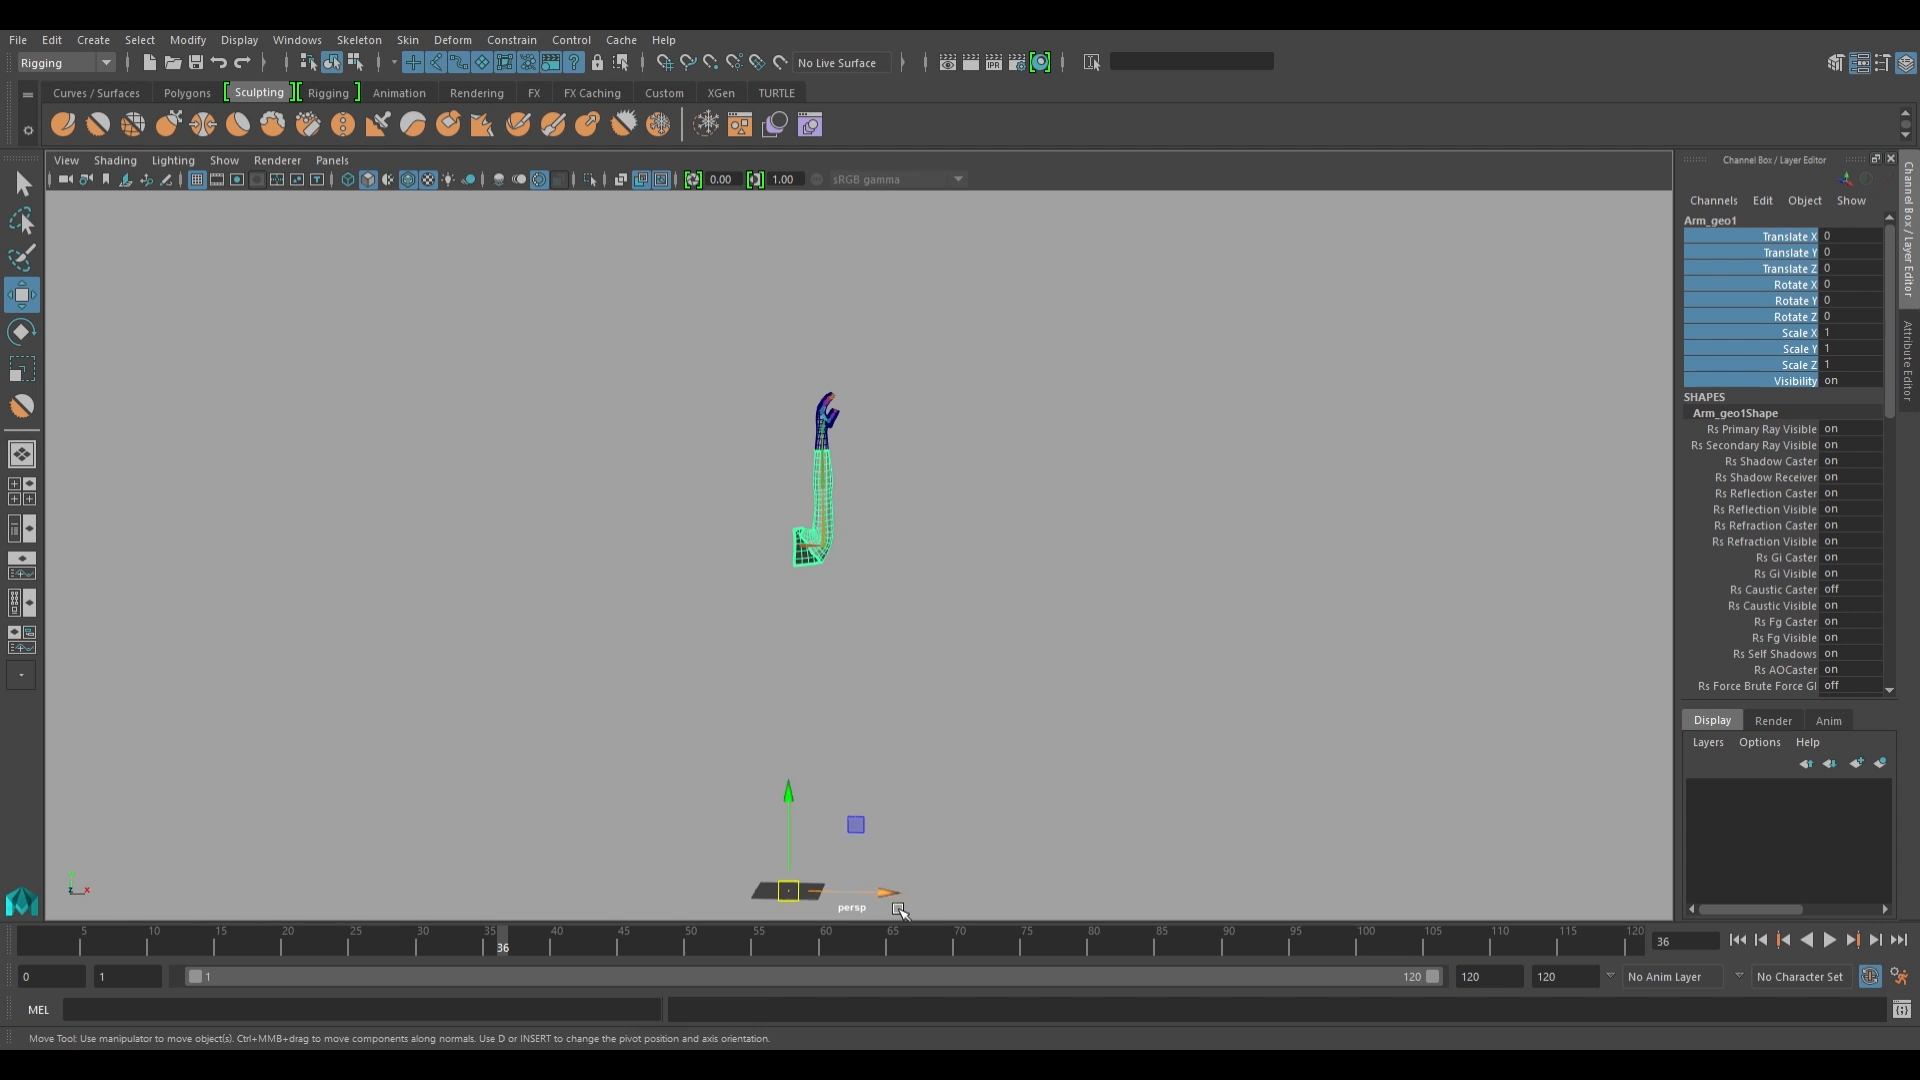 File Edit Create Select Modify Display Windows Skeleton Skin Deform Constrain Control Cache Help
Rigging No Live Surface IPR
Curves / Surfaces Polygons Sculpting Rigging Animation Rendering FX FX Caching Custom XGen TURTLE
View Shading Lighting Show Renderer Panels
0.00 1.00 sRGB gamma
Channel Box / Layer Editor
Channels Edit Object Show
Arm_geo1
Translate X 0
Translate Y 0
Translate Z 0
Rotate X 0
Rotate Y 0
Rotate Z 0
Scale X 1
Scale Y 1
Scale Z 1
Visibility on
SHAPES
Arm_geo1Shape
Rs Primary Ray Visible on
Rs Secondary Ray Visible on
Rs Shadow Caster on
Rs Shadow Receiver on
Rs Reflection Caster on
Rs Reflection Visible on
Rs Refraction Caster on
Rs Refraction Visible on
Rs Gi Caster on
Rs Gi Visible on
Rs Caustic Caster off
Rs Caustic Visible on
Rs Fg Caster on
Rs Fg Visible on
Rs Self Shadows on
Rs AOCaster on
Rs Force Brute Force GI off
Channel Box / Layer Editor
Attribute Editor
Display Render Anim
Layers Options Help
persp
5 10 15 20 25 30 35 40 45 50 55 60 65 70 75 80 85 90 95 100 105 110 115 120
36
36
0 1 1 120 120 120 No Anim Layer No Character Set
MEL
Move Tool: Use manipulator to move object(s). Ctrl+MMB+drag to move components along normals. Use D or INSERT to change the pivot position and axis orientation.